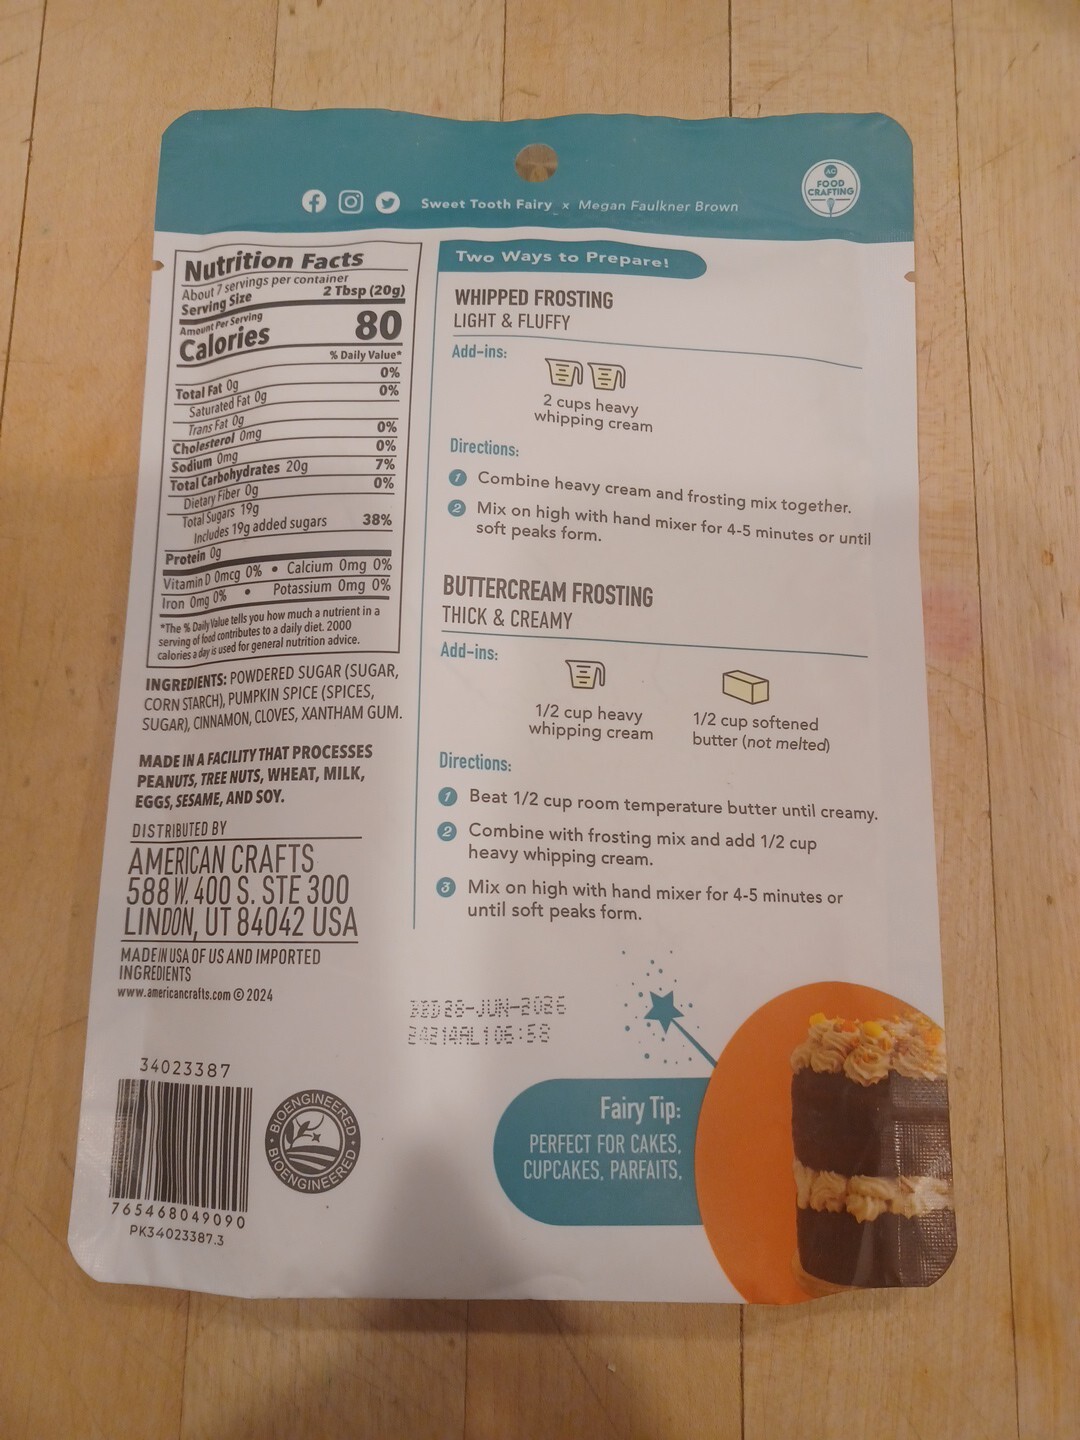 Sweet Tooth Fairy x Megan Faulkner Brown
AC
FOOD
CRAFTING
Nutrition Facts
About 7 servings per container
Serving Size 2 Tbsp (20g)
Amount Per Serving
Calories 80
% Daily Value*
Total Fat 0g 0%
Saturated Fat 0g 0%
Trans Fat 0g
Cholesterol 0mg 0%
Sodium 0mg 0%
Total Carbohydrates 20g 7%
Dietary Fiber 0g 0%
Total Sugars 19g
Includes 19g added sugars 38%
Protein 0g
Vitamin D 0mcg 0% • Calcium 0mg 0%
Iron 0mg 0% • Potassium 0mg 0%
*The % Daily Value tells you how much a nutrient in a
serving of food contributes to a daily diet. 2000
calories a day is used for general nutrition advice.
INGREDIENTS: POWDERED SUGAR (SUGAR,
CORN STARCH), PUMPKIN SPICE (SPICES,
SUGAR), CINNAMON, CLOVES, XANTHAM GUM.
MADE IN A FACILITY THAT PROCESSES
PEANUTS, TREE NUTS, WHEAT, MILK,
EGGS, SESAME, AND SOY.
DISTRIBUTED BY
AMERICAN CRAFTS
588 W. 400 S. STE 300
LINDON, UT 84042 USA
MADE IN USA OF US AND IMPORTED
INGREDIENTS
www.americancrafts.com © 2024
34023387
765468049090
PK34023387.3
BIOENGINEERED
BIOENGINEERED
Two Ways to Prepare!
WHIPPED FROSTING
LIGHT & FLUFFY
Add-ins:
2 cups heavy
whipping cream
Directions:
1 Combine heavy cream and frosting mix together.
2 Mix on high with hand mixer for 4-5 minutes or until
soft peaks form.
BUTTERCREAM FROSTING
THICK & CREAMY
Add-ins:
1/2 cup heavy
whipping cream
1/2 cup softened
butter (not melted)
Directions:
1 Beat 1/2 cup room temperature butter until creamy.
2 Combine with frosting mix and add 1/2 cup
heavy whipping cream.
3 Mix on high with hand mixer for 4-5 minutes or
until soft peaks form.
28-JUN-2026
06:58
Fairy Tip:
PERFECT FOR CAKES,
CUPCAKES, PARFAITS,